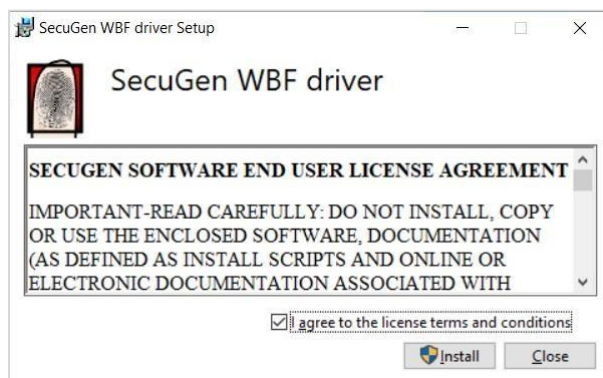 SecuGen WBF driver Setup
SecuGen WBF driver
SECUGEN SOFTWARE END USER LICENSE AGREEMENT
IMPORTANT-READ CAREFULLY: DO NOT INSTALL, COPY
OR USE THE ENCLOSED SOFTWARE, DOCUMENTATION
(AS DEFINED AS INSTALL SCRIPTS AND ONLINE OR
ELECTRONIC DOCUMENTATION ASSOCIATED WITH
I agree to the license terms and conditions
Install Close